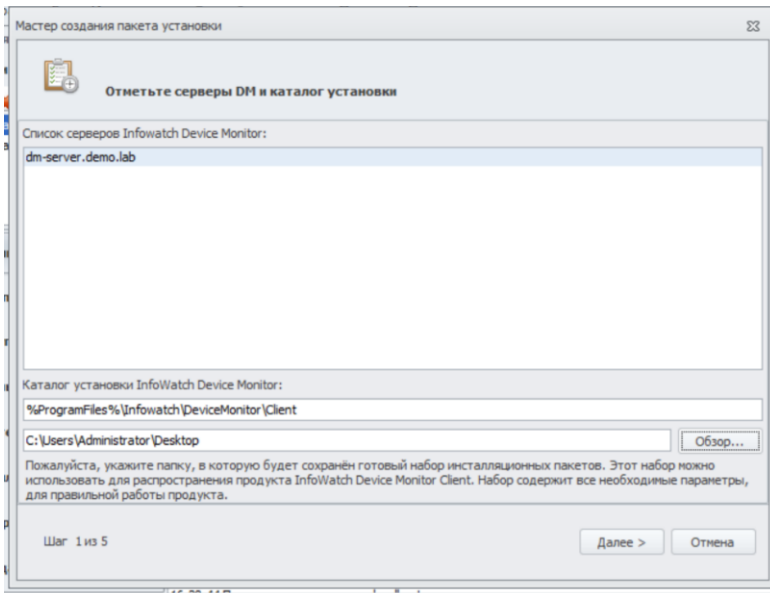 Мастер создания пакета установки
Отметьте серверы DM и каталог установки
Список серверов Infowatch Device Monitor:
dm-server.demo.lab
Каталог установки InfoWatch Device Monitor:
%ProgramFiles%\Infowatch\DeviceMonitor\Client
C:\Users\Administrator\Desktop
Обзор...
Пожалуйста, укажите папку, в которую будет сохранён готовый набор инсталляционных пакетов. Этот набор можно
использовать для распространения продукта InfoWatch Device Monitor Client. Набор содержит все необходимые параметры,
для правильной работы продукта.
Шаг 1 из 5
Далее >
Отмена